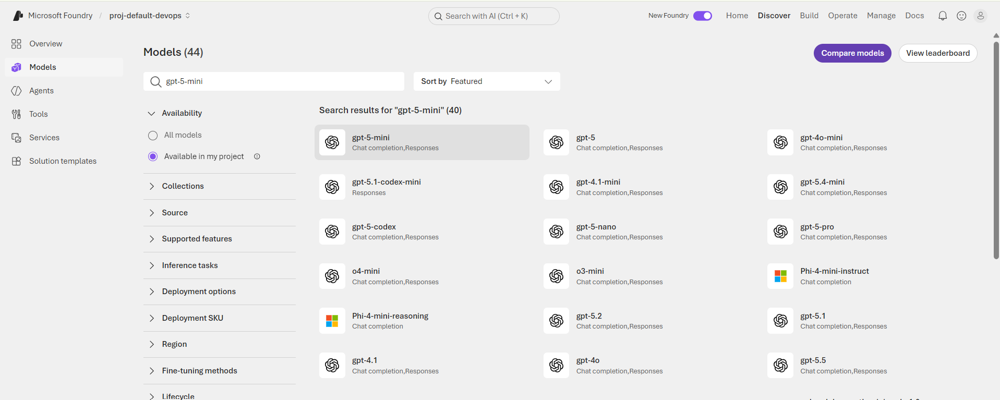 Microsoft Foundry / proj-default-devops
Search with AI (Ctrl + K)
New Foundry
Home
Discover
Build
Operate
Manage
Docs
Overview
Models
Agents
Tools
Services
Solution templates
Models (44)
Compare models
View leaderboard
gpt-5-mini
Sort by Featured
Availability
All models
Available in my project
Collections
Source
Supported features
Inference tasks
Deployment options
Deployment SKU
Region
Fine-tuning methods
Lifecycle
Search results for "gpt-5-mini" (40)
gpt-5-mini
Chat completion,Responses
gpt-5
Chat completion,Responses
gpt-4o-mini
Chat completion,Responses
gpt-5.1-codex-mini
Responses
gpt-4.1-mini
Chat completion,Responses
gpt-5.4-mini
Chat completion,Responses
gpt-5-codex
Chat completion,Responses
gpt-5-nano
Chat completion,Responses
gpt-5-pro
Chat completion,Responses
o4-mini
Chat completion,Responses
o3-mini
Chat completion,Responses
Phi-4-mini-instruct
Chat completion
Phi-4-mini-reasoning
Chat completion
gpt-5.2
Chat completion,Responses
gpt-5.1
Chat completion,Responses
gpt-4.1
Chat completion,Responses
gpt-4o
Chat completion,Responses
gpt-5.5
Chat completion,Responses